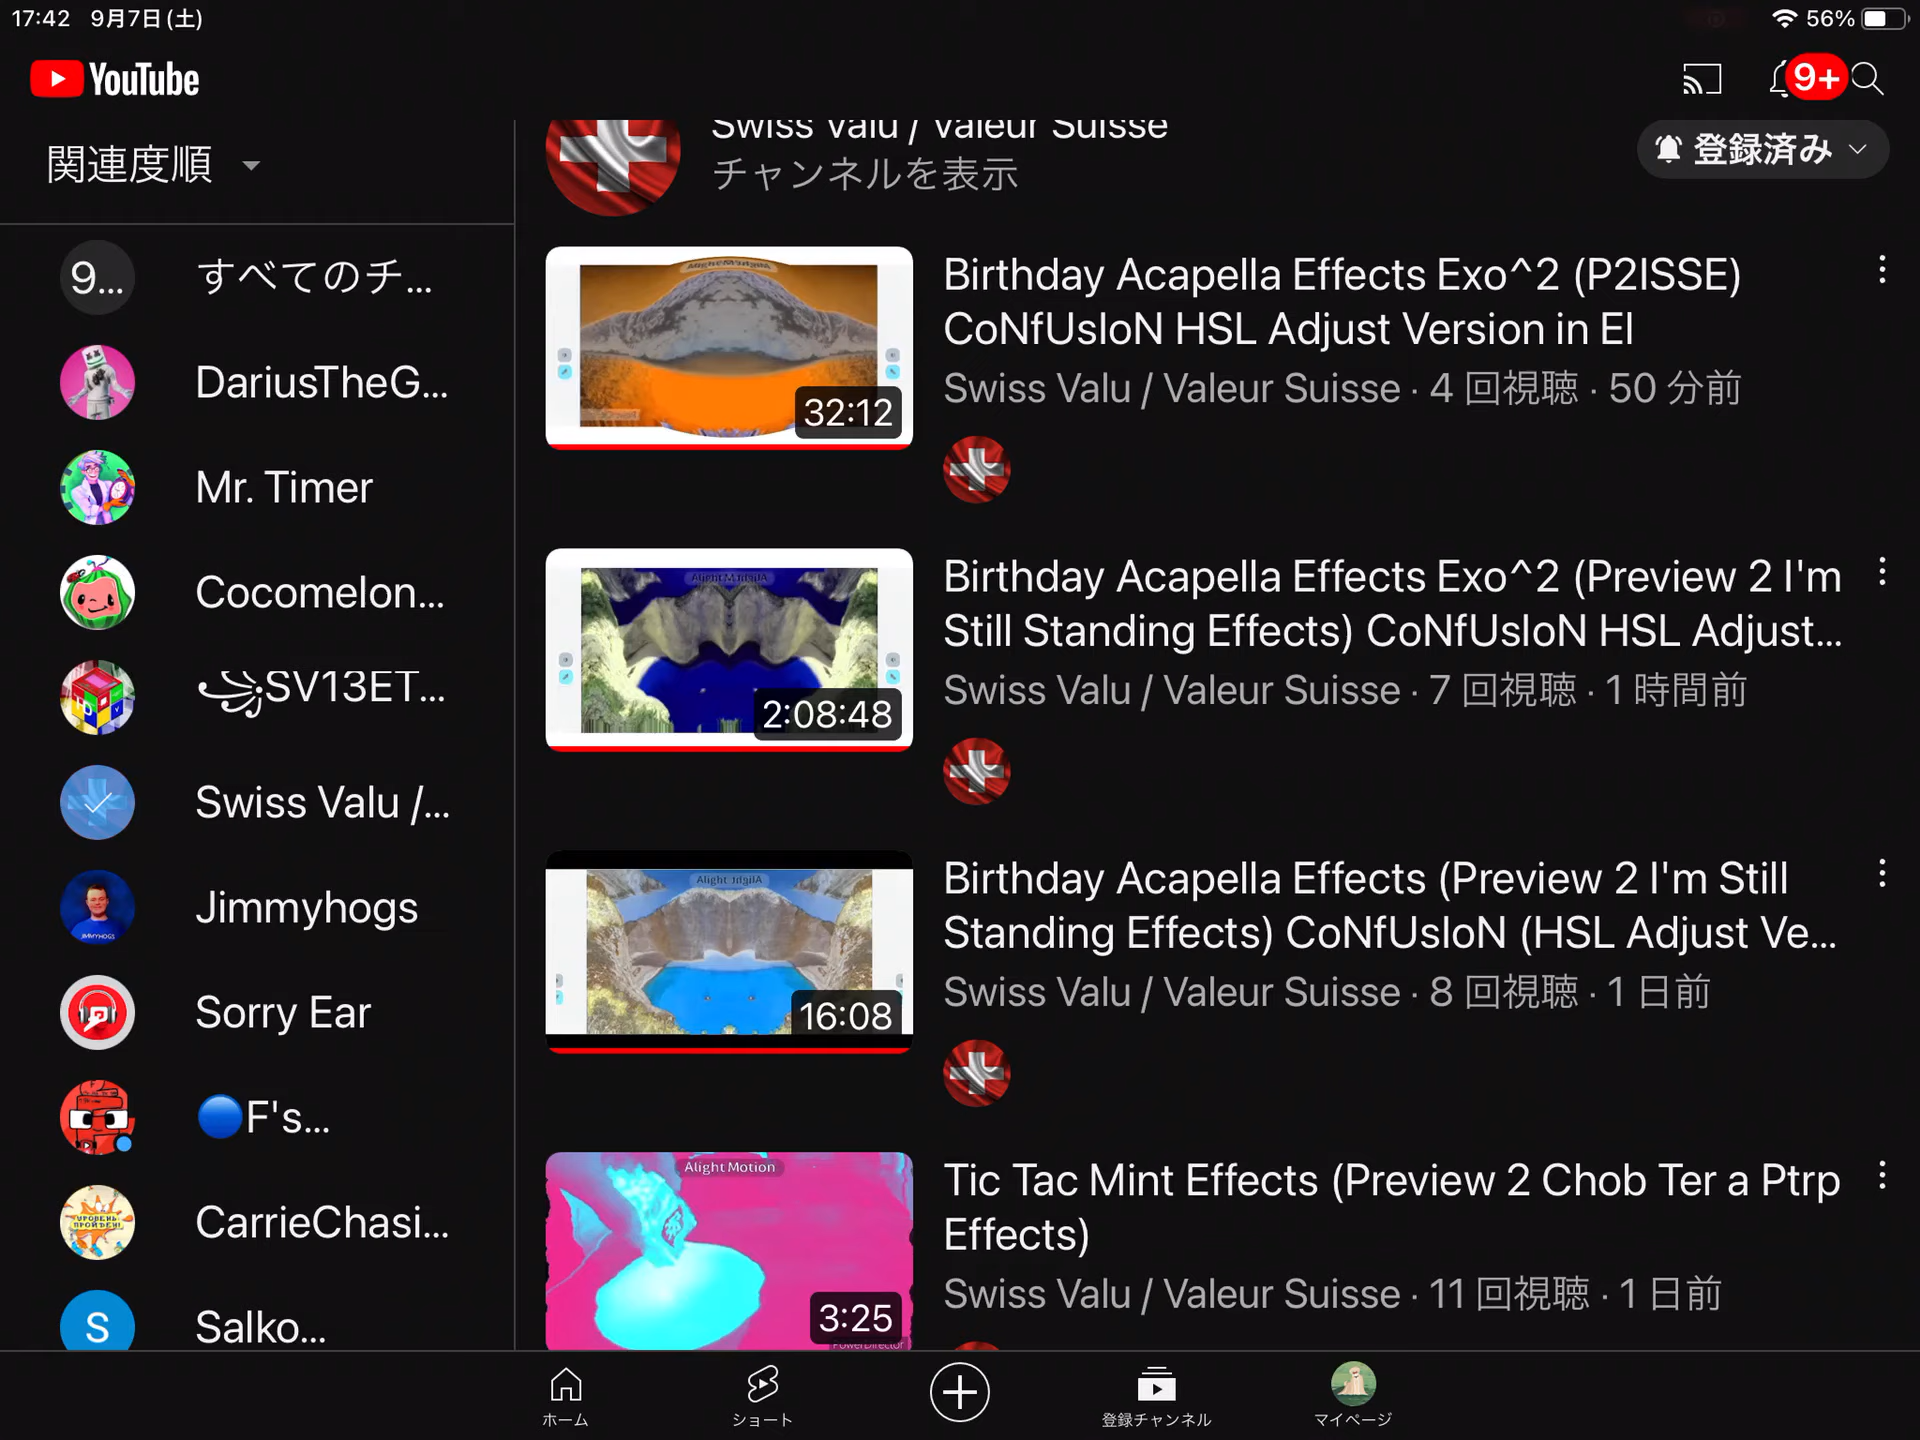 17:42 9月7日(土)
56%
YouTube
9+
関連度順
Swiss Valu / Valeur Suisse
チャンネルを表示
登録済み
9...
すべてのチ...
DariusTheG...
Mr. Timer
Cocomelon...
SV13ET...
Swiss Valu /...
Jimmyhogs
JIMMYHOGS
Sorry Ear
F's...
УРОВЕНЬ
ПРОЙДЕН!
CarrieChasi...
S
Salko...
32:12
Birthday Acapella Effects Exo^2 (P2ISSE)
CoNfUsIoN HSL Adjust Version in El
Swiss Valu / Valeur Suisse · 4 回視聴 · 50 分前
2:08:48
Birthday Acapella Effects Exo^2 (Preview 2 I'm
Still Standing Effects) CoNfUsIoN HSL Adjust...
Swiss Valu / Valeur Suisse · 7 回視聴 · 1 時間前
16:08
Birthday Acapella Effects (Preview 2 I'm Still
Standing Effects) CoNfUsIoN (HSL Adjust Ve...
Swiss Valu / Valeur Suisse · 8 回視聴 · 1 日前
Alight Motion
3:25
PowerDirector
Tic Tac Mint Effects (Preview 2 Chob Ter a Ptrp
Effects)
Swiss Valu / Valeur Suisse · 11 回視聴 · 1 日前
ホーム
ショート
登録チャンネル
マイページ